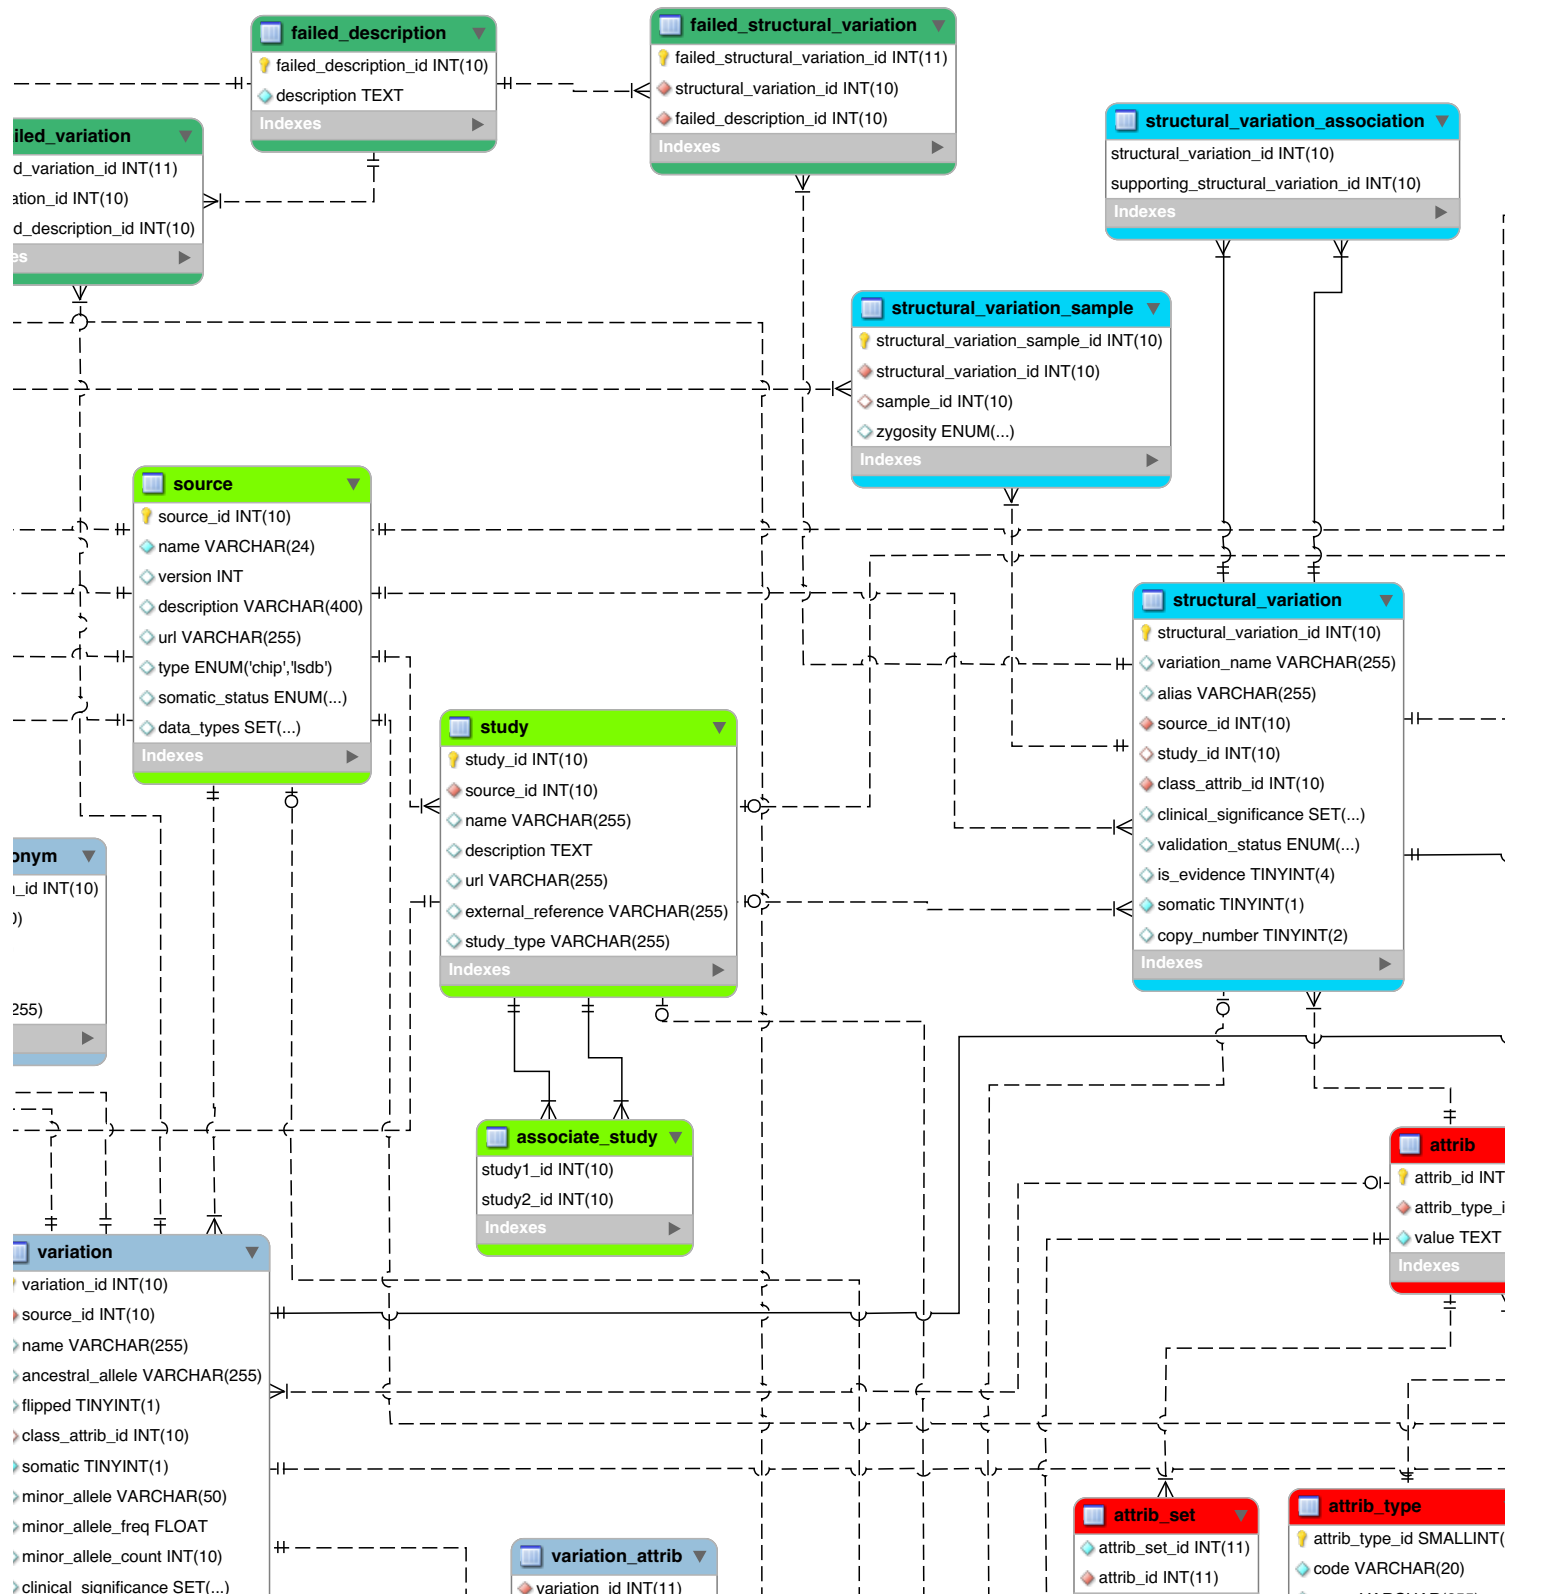 failed_description
failed_description_id INT(10)
description TEXT
Indexes
failed_structural_variation
failed_structural_variation_id INT(11)
structural_variation_id INT(10)
failed_description_id INT(10)
Indexes
iled_variation
d_variation_id INT(11)
ation_id INT(10)
d_description_id INT(10)
es
structural_variation_association
structural_variation_id INT(10)
supporting_structural_variation_id INT(10)
Indexes
structural_variation_sample
structural_variation_sample_id INT(10)
structural_variation_id INT(10)
sample_id INT(10)
zygosity ENUM(...)
Indexes
source
source_id INT(10)
name VARCHAR(24)
version INT
description VARCHAR(400)
url VARCHAR(255)
type ENUM('chip','lsdb')
somatic_status ENUM(...)
data_types SET(...)
Indexes
structural_variation
structural_variation_id INT(10)
variation_name VARCHAR(255)
alias VARCHAR(255)
source_id INT(10)
study_id INT(10)
class_attrib_id INT(10)
clinical_significance SET(...)
validation_status ENUM(...)
is_evidence TINYINT(4)
somatic TINYINT(1)
copy_number TINYINT(2)
Indexes
study
study_id INT(10)
source_id INT(10)
name VARCHAR(255)
description TEXT
url VARCHAR(255)
external_reference VARCHAR(255)
study_type VARCHAR(255)
Indexes
onym
_id INT(10)
0)
255)
associate_study
study1_id INT(10)
study2_id INT(10)
Indexes
attrib
attrib_id INT
attrib_type_i
value TEXT
Indexes
variation
variation_id INT(10)
source_id INT(10)
name VARCHAR(255)
ancestral_allele VARCHAR(255)
flipped TINYINT(1)
class_attrib_id INT(10)
somatic TINYINT(1)
minor_allele VARCHAR(50)
minor_allele_freq FLOAT
minor_allele_count INT(10)
clinical_significance SET(...)
variation_attrib
variation_id INT(11)
attrib_set
attrib_set_id INT(11)
attrib_id INT(11)
attrib_type
attrib_type_id SMALLINT(
code VARCHAR(20)